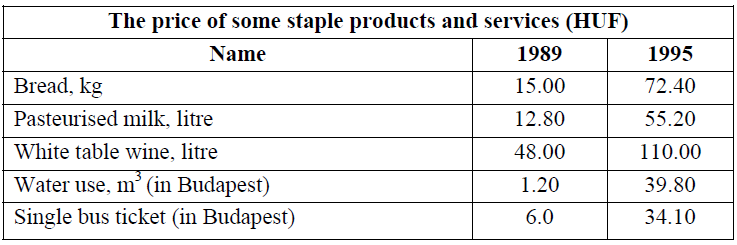 The price of some staple products and services (HUF)
Name 1989 1995
Bread, kg 15.00 72.40
Pasteurised milk, litre 12.80 55.20
White table wine, litre 48.00 110.00
Water use, m³ (in Budapest) 1.20 39.80
Single bus ticket (in Budapest) 6.0 34.10